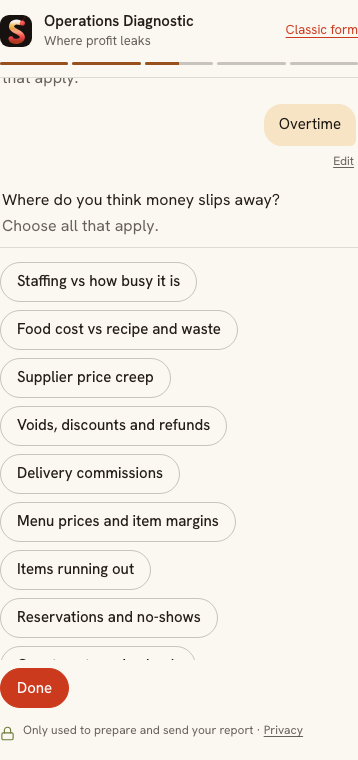 Operations Diagnostic
Where profit leaks
Classic form
that apply.
Overtime
Edit
Where do you think money slips away?
Choose all that apply.
Staffing vs how busy it is
Food cost vs recipe and waste
Supplier price creep
Voids, discounts and refunds
Delivery commissions
Menu prices and item margins
Items running out
Reservations and no-shows
Done
Only used to prepare and send your report · Privacy